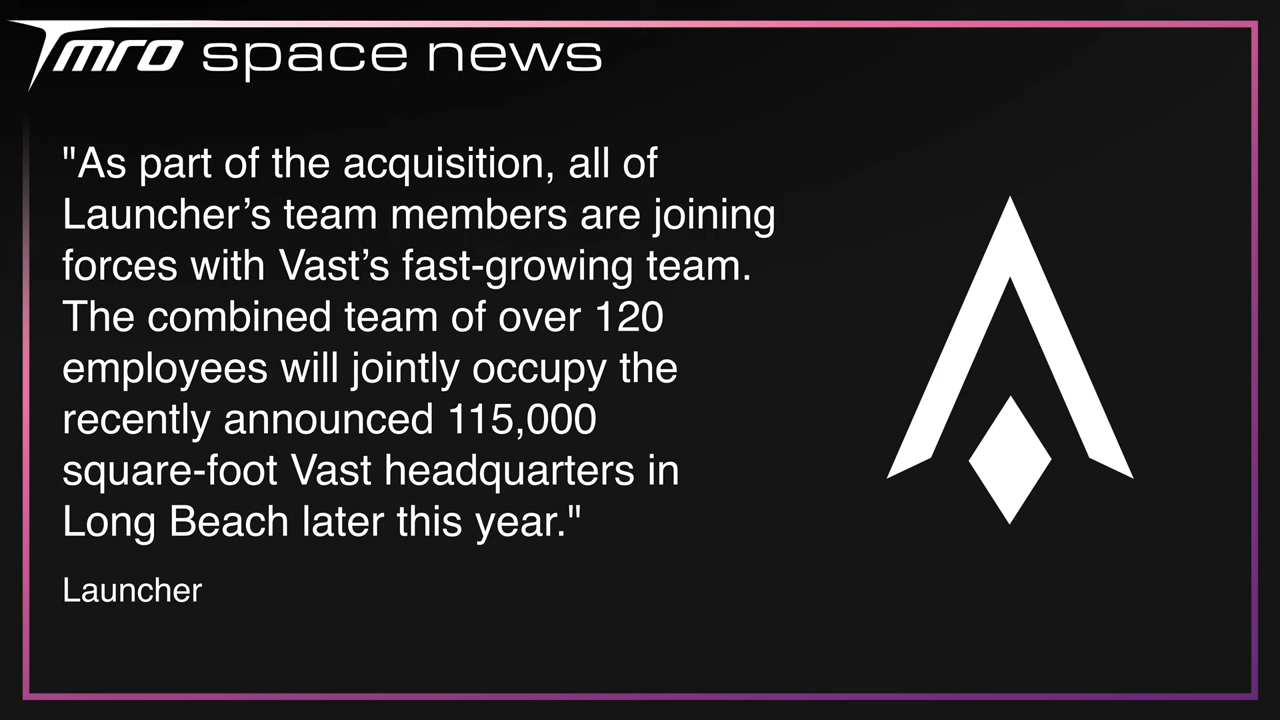 Tmro space news
"As part of the acquisition, all of
Launcher’s team members are joining
forces with Vast’s fast-growing team.
The combined team of over 120
employees will jointly occupy the
recently announced 115,000
square-foot Vast headquarters in
Long Beach later this year."
Launcher